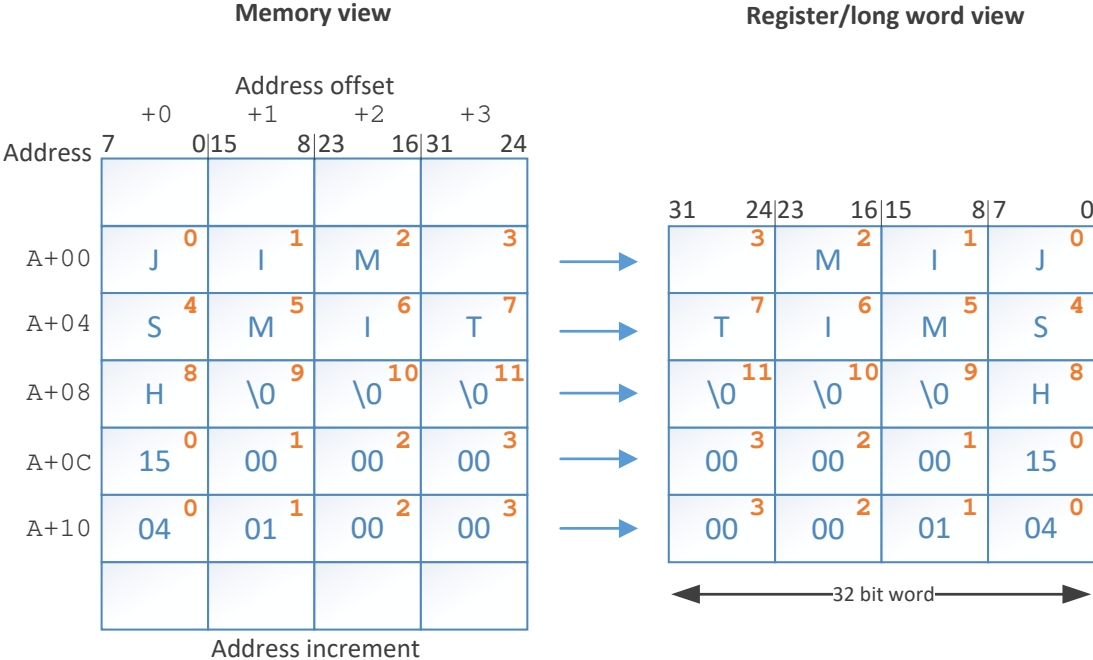 Memory view Register/long word view
Address offset
+0 +1 +2 +3
Address 7 0 15 8 23 16 31 24
31 24 23 16 15 8 7 0
A+00 J 0 I 1 M 2 3 3 M 2 I 1 J 0
A+04 S 4 M 5 I 6 T 7 T 7 I 6 M 5 S 4
A+08 H 8 \0 9 \0 10 \0 11 \0 11 \0 10 \0 9 H 8
A+0C 15 0 00 1 00 2 00 3 00 3 00 2 00 1 15 0
A+10 04 0 01 1 00 2 00 3 00 3 00 2 01 1 04 0
32 bit word
Address increment